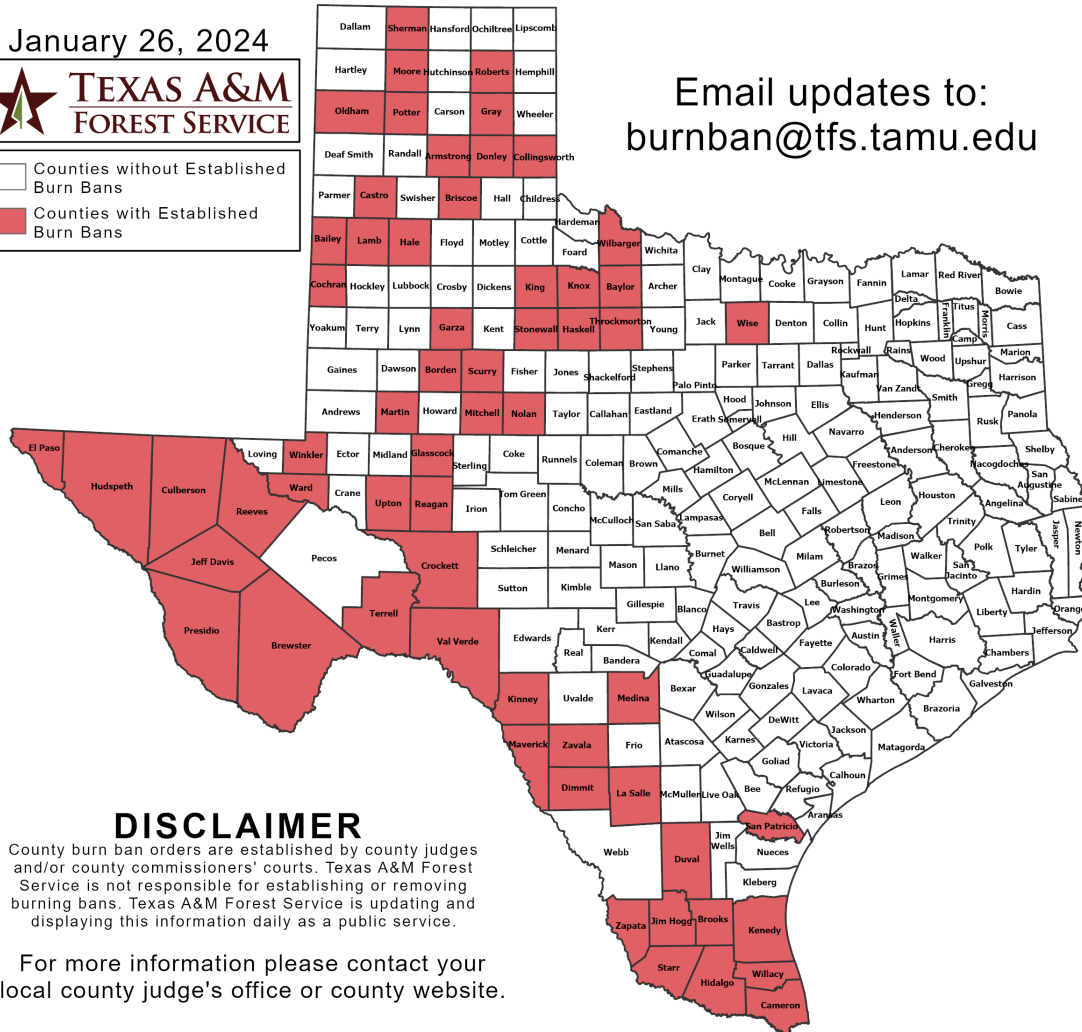 January 26, 2024
TEXAS A&M
FOREST SERVICE
Counties without Established
Burn Bans
Counties with Established
Burn Bans
Email updates to:
burnban@tfs.tamu.edu
Dallam Sherman Hansford Ochiltree Lipscomb
Hartley Moore Hutchinson Roberts Hemphill
Oldham Potter Carson Gray Wheeler
Deaf Smith Randall Armstrong Donley Collingsworth
Parmer Castro Swisher Briscoe Hall Childress
Hardeman
Bailey Lamb Hale Floyd Motley Cottle Foard Wilbarger Wichita
Clay Montague Cooke Grayson Fannin Lamar Red River Bowie
Cochran Hockley Lubbock Crosby Dickens King Knox Baylor Archer
Delta Franklin Titus Morris Cass
Yoakum Terry Lynn Garza Kent Stonewall Haskell Throckmorton Young Jack Wise Denton Collin Hunt Hopkins Camp
Rockwall Rains Wood Upshur Marion
Gaines Dawson Borden Scurry Fisher Jones Shackelford Stephens Palo Pinto Parker Tarrant Dallas Kaufman Van Zandt Smith Gregg Harrison
Andrews Martin Howard Mitchell Nolan Taylor Callahan Eastland Erath Somervell Hood Johnson Ellis Henderson Rusk Panola
El Paso Loving Winkler Ector Midland Glasscock Sterling Coke Runnels Coleman Brown Comanche Hamilton Bosque Hill Navarro Freestone Anderson Cherokee Nacogdoches Shelby
San Augustine Sabine
Hudspeth Culberson Reeves Ward Crane Upton Reagan Irion Tom Green Concho McCulloch San Saba Mills Lampasas Coryell McLennan Limestone Falls Leon Houston Angelina
Trinity Polk Tyler Jasper Newton
Jeff Davis Pecos Crockett Schleicher Menard Mason Llano Burnet Bell Milam Robertson Madison Walker San Jacinto
Brazos Grimes Hardin
Terrell Sutton Kimble Gillespie Blanco Williamson Travis Burleson Lee Washington Montgomery Liberty Orange
Presidio Brewster Val Verde Edwards Real Kerr Kendall Bandera Hays Comal Bastrop Caldwell Fayette Austin Waller Harris Jefferson Chambers
Guadalupe Gonzales Colorado Fort Bend Galveston
Kinney Uvalde Medina Bexar Wilson Lavaca Wharton Brazoria
Maverick Zavala Frio Atascosa Karnes DeWitt Victoria Jackson Matagorda
Goliad Calhoun
Dimmit La Salle McMullen Live Oak Bee Refugio Aransas
San Patricio
Webb Duval Jim Wells Nueces
Kleberg
Zapata Jim Hogg Brooks Kenedy
Starr Hidalgo Willacy
Cameron
DISCLAIMER
County burn ban orders are established by county judges
and/or county commissioners' courts. Texas A&M Forest
Service is not responsible for establishing or removing
burning bans. Texas A&M Forest Service is updating and
displaying this information daily as a public service.
For more information please contact your
local county judge's office or county website.